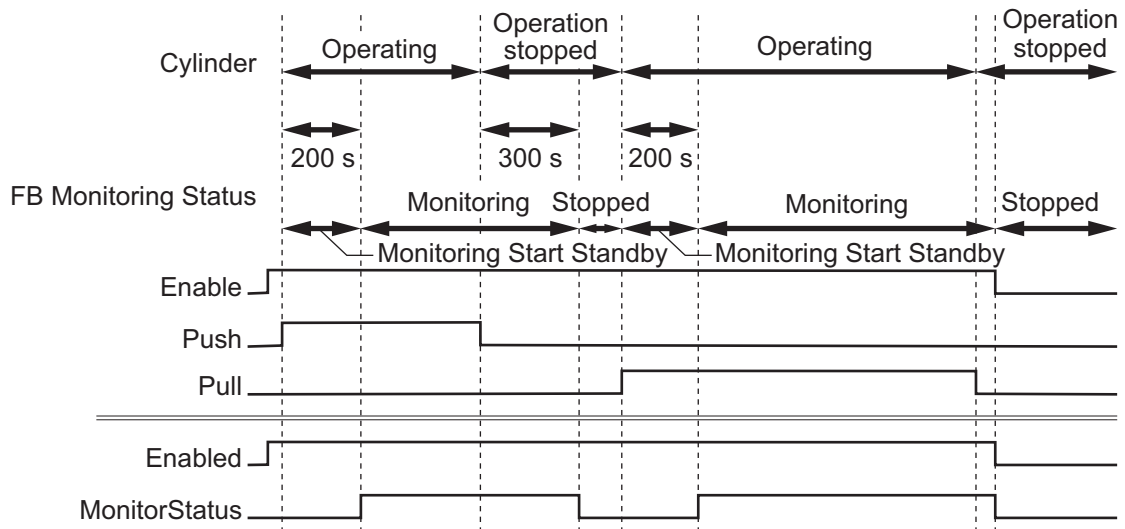 Operation
stopped
Operating
Operation
stopped
Operating
Cylinder
200 s
300 s
200 s
FB Monitoring Status
Monitoring
Stopped
Monitoring
Stopped
Monitoring Start Standby
Monitoring Start Standby
Enable
Push
Pull
Enabled
MonitorStatus